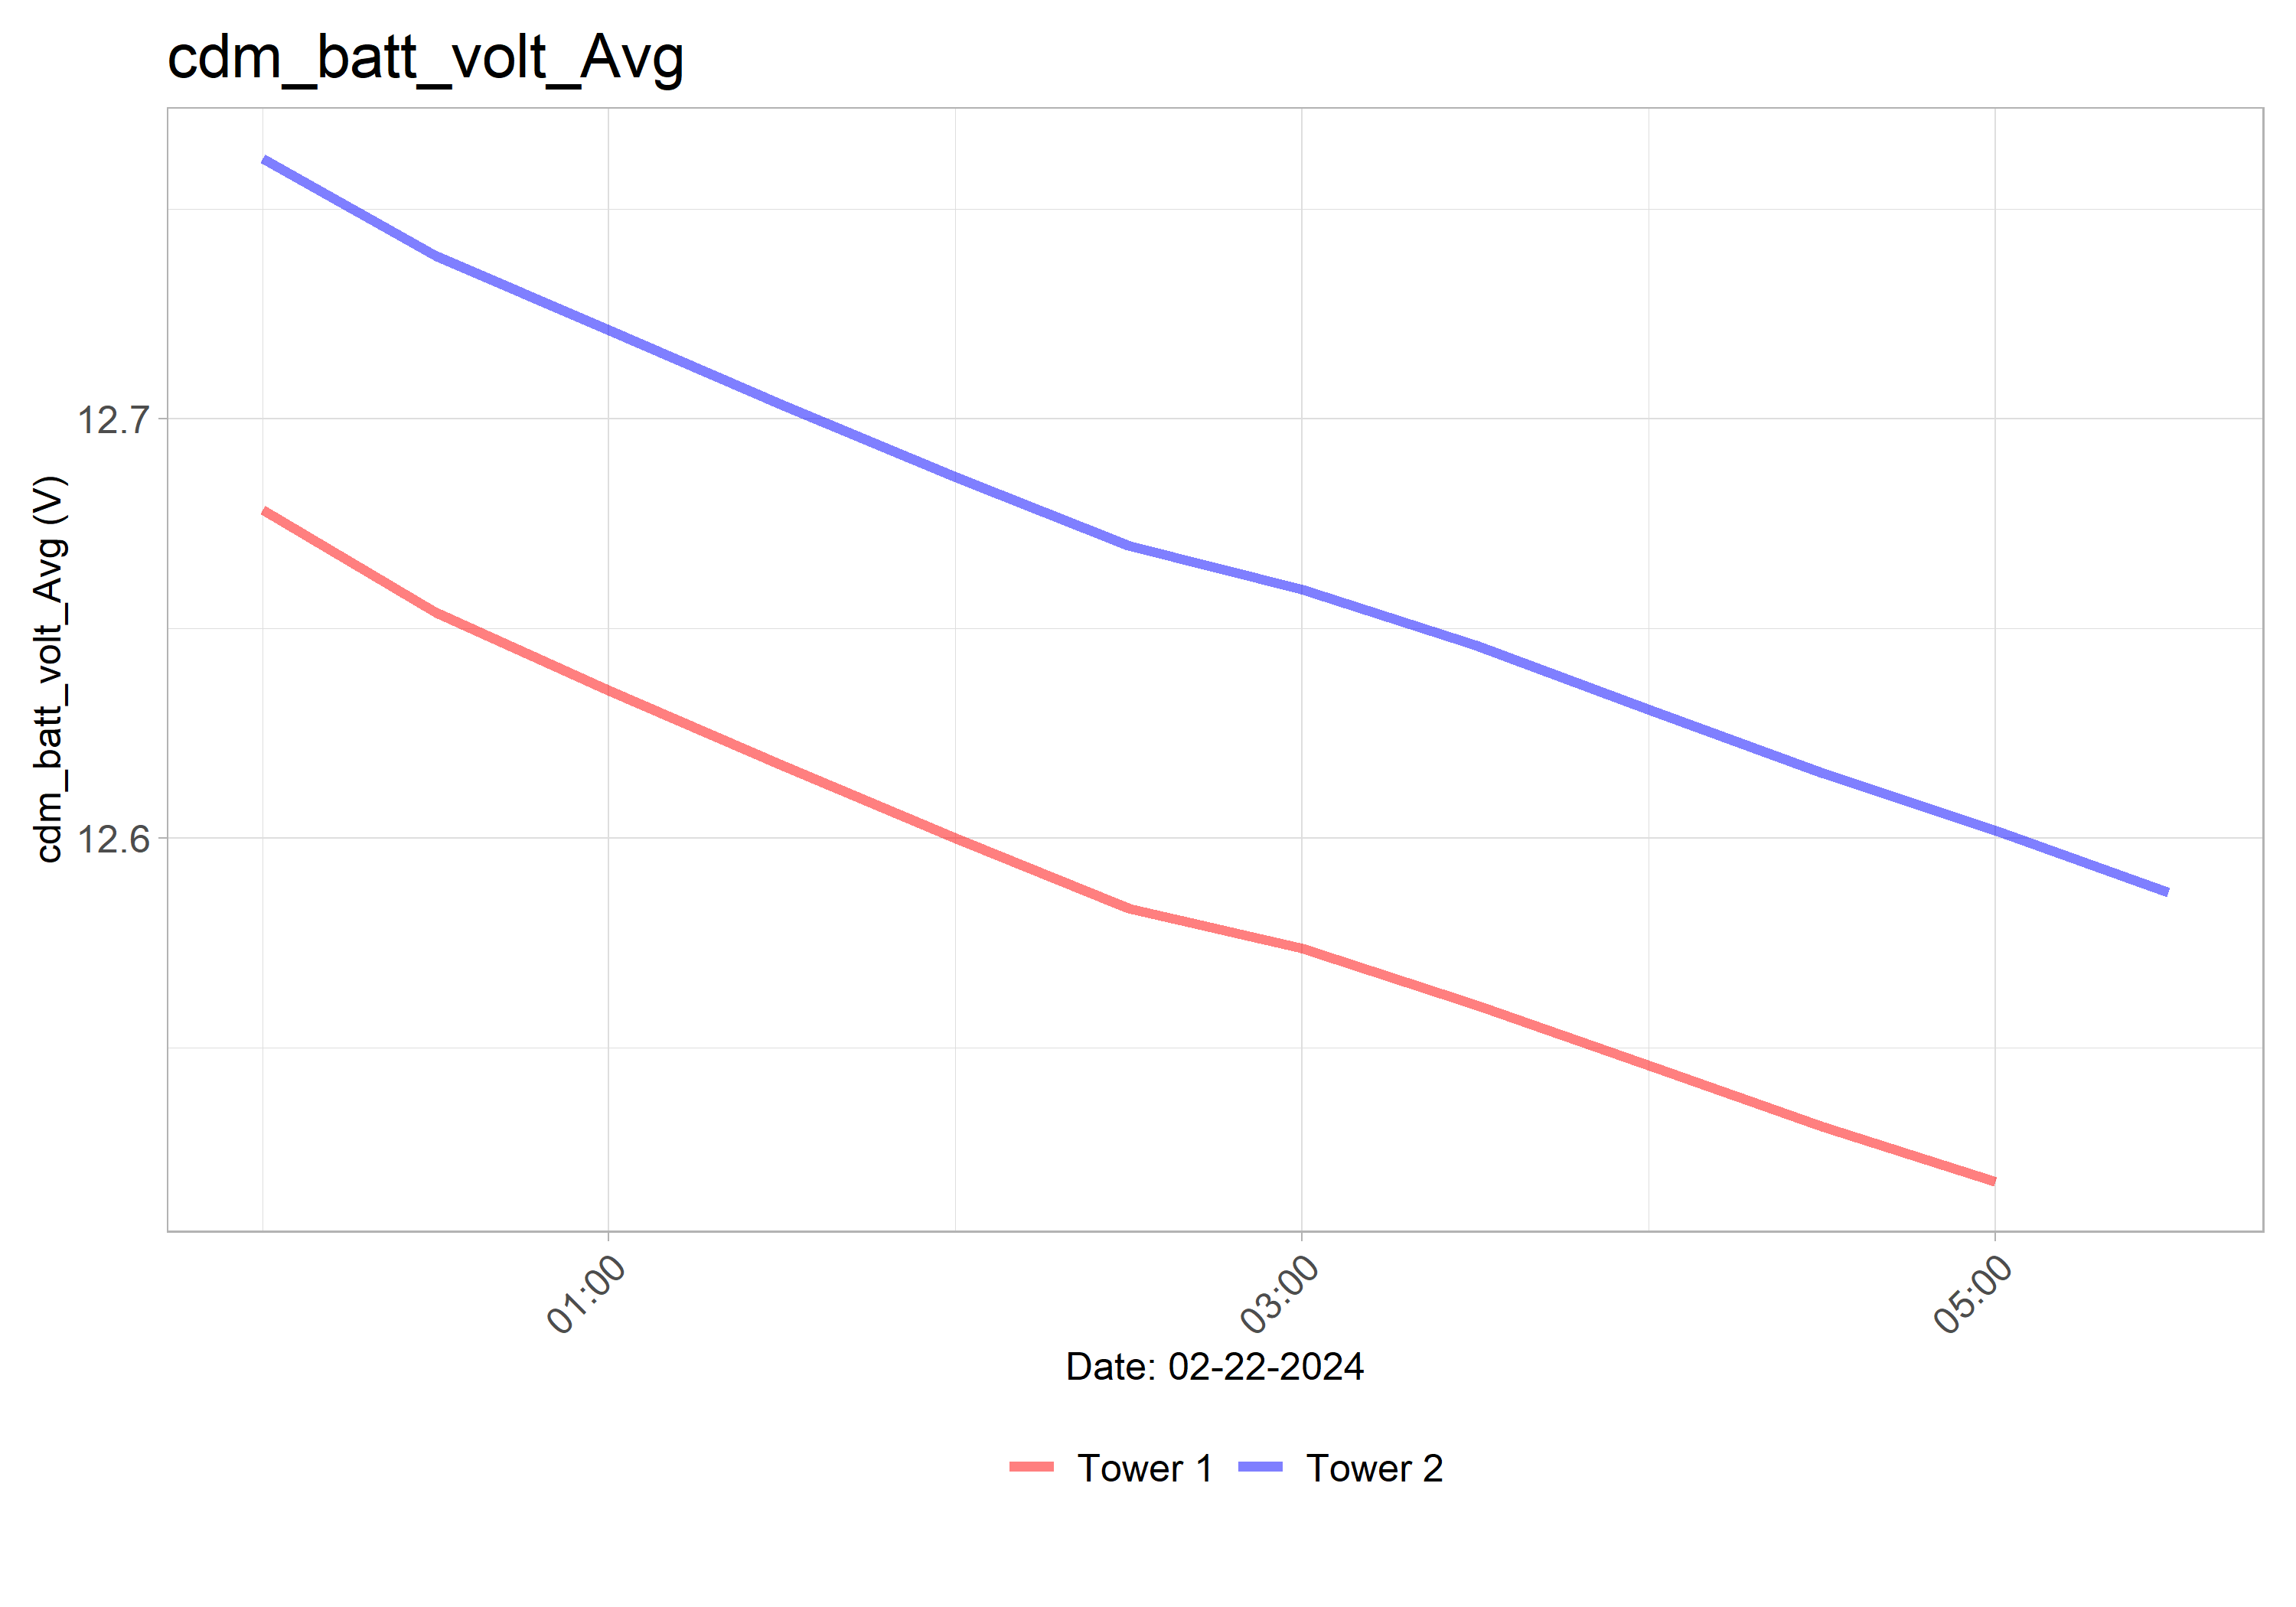 cdm_batt_volt_Avg
cdm_batt_volt_Avg (V)
12.7
12.6
01:00
03:00
05:00
Date: 02-22-2024
Tower 1
Tower 2